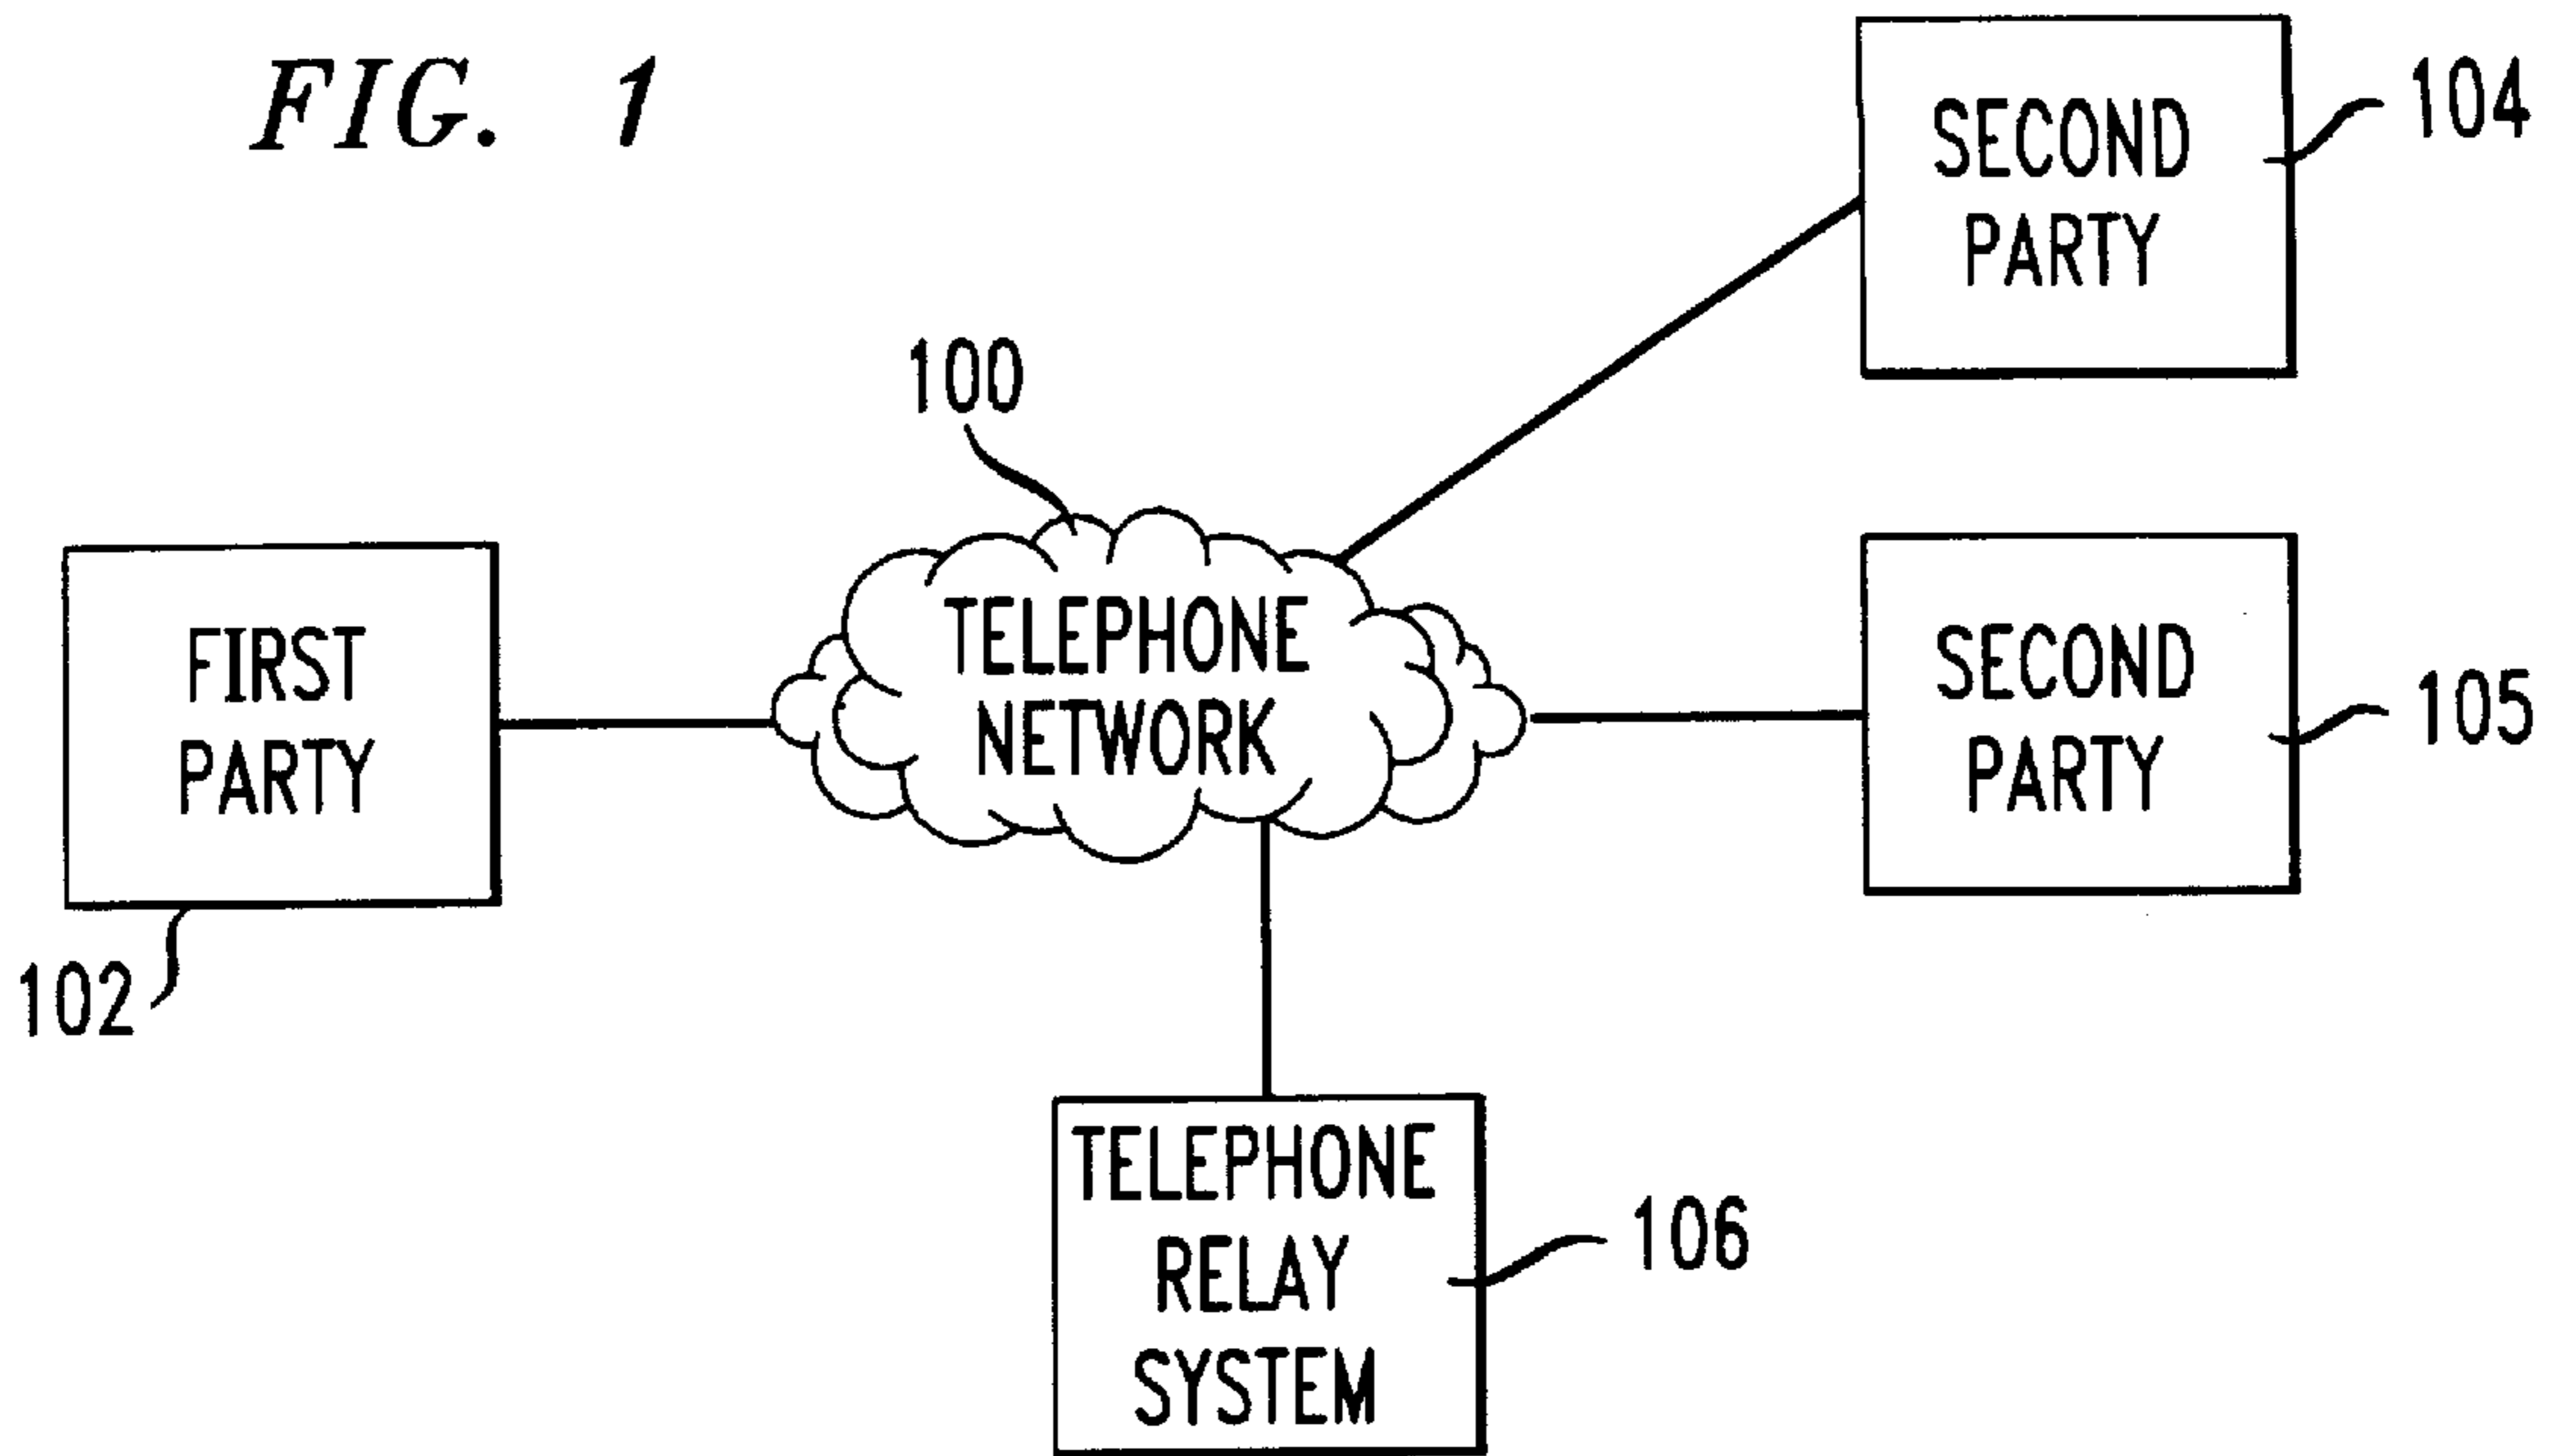 FIG. 1
SECOND
PARTY
104
100
FIRST
PARTY
102
TELEPHONE
NETWORK
SECOND
PARTY
105
TELEPHONE
RELAY
SYSTEM
106